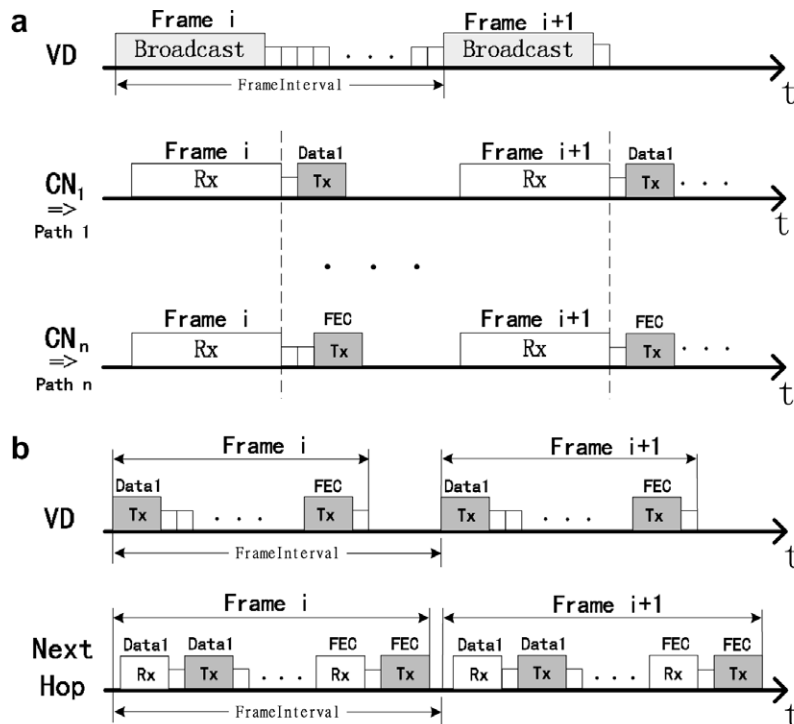 a
Frame i
Frame i+1
VD
Broadcast
. . .
Broadcast
FrameInterval
t
Frame i
Data1
Frame i+1
Data1
CN1
Rx
Tx
Rx
Tx
. . .
=>
Path 1
t
. . .
Frame i
FEC
Frame i+1
FEC
CNn
Rx
Tx
Rx
Tx
. . .
=>
Path n
t
b
Frame i
Frame i+1
Data1
FEC
Data1
FEC
VD
Tx
. . .
Tx
Tx
. . .
Tx
FrameInterval
t
Frame i
Frame i+1
Next
Hop
Data1
Data1
FEC
FEC
Data1
Data1
FEC
FEC
Rx
Tx
. . .
Rx
Tx
Rx
Tx
. . .
Rx
Tx
FrameInterval
t